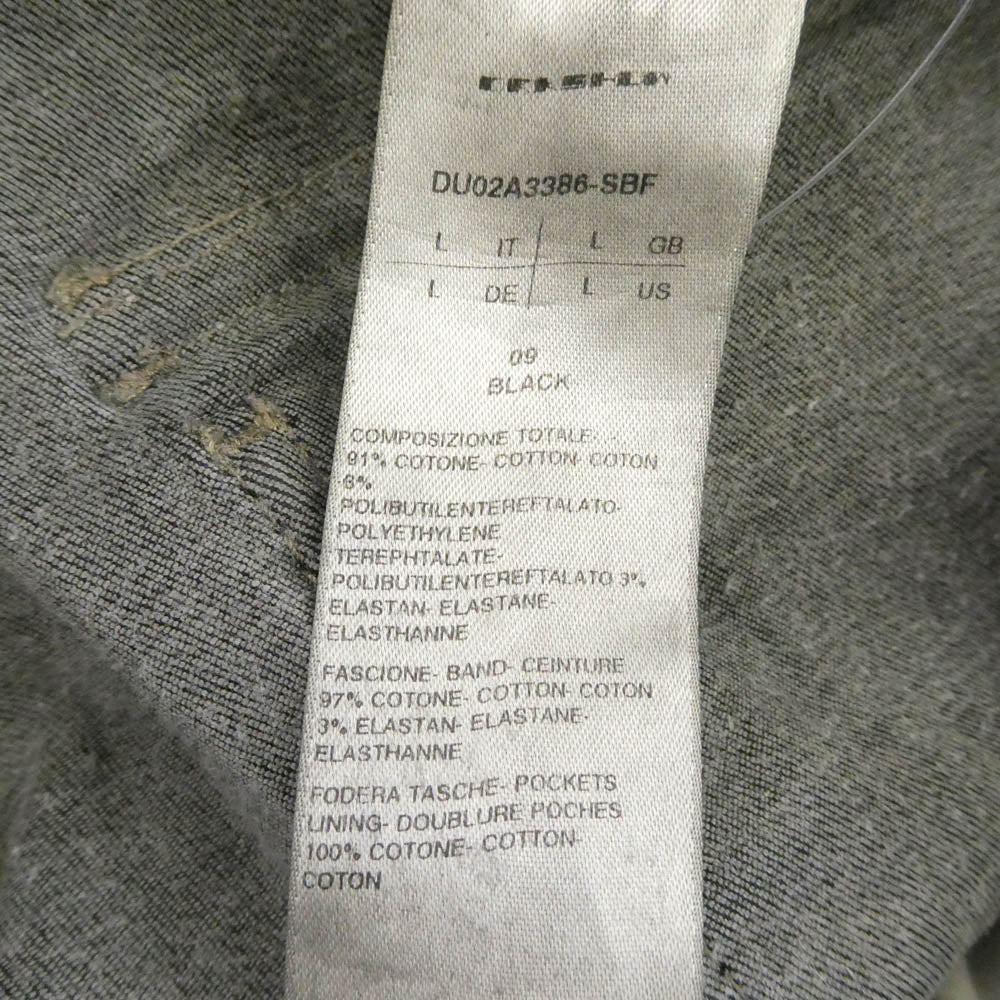 DU02A3386-SBF
L IT L GB
L DE L US
09
BLACK
COMPOSIZIONE TOTALE-
91% COTONE- COTTON- COTON
6%
POLIBUTILENTEREFTALATO-
POLYETHYLENE
TEREPHTALATE-
POLIBUTILENTEREFTALATO 3%
ELASTAN- ELASTANE-
ELASTHANNE
FASCIONE- BAND- CEINTURE
97% COTONE- COTTON- COTON
3% ELASTAN- ELASTANE-
ELASTHANNE
FODERA TASCHE- POCKETS
LINING- DOUBLURE POCHES
100% COTONE- COTTON-
COTON